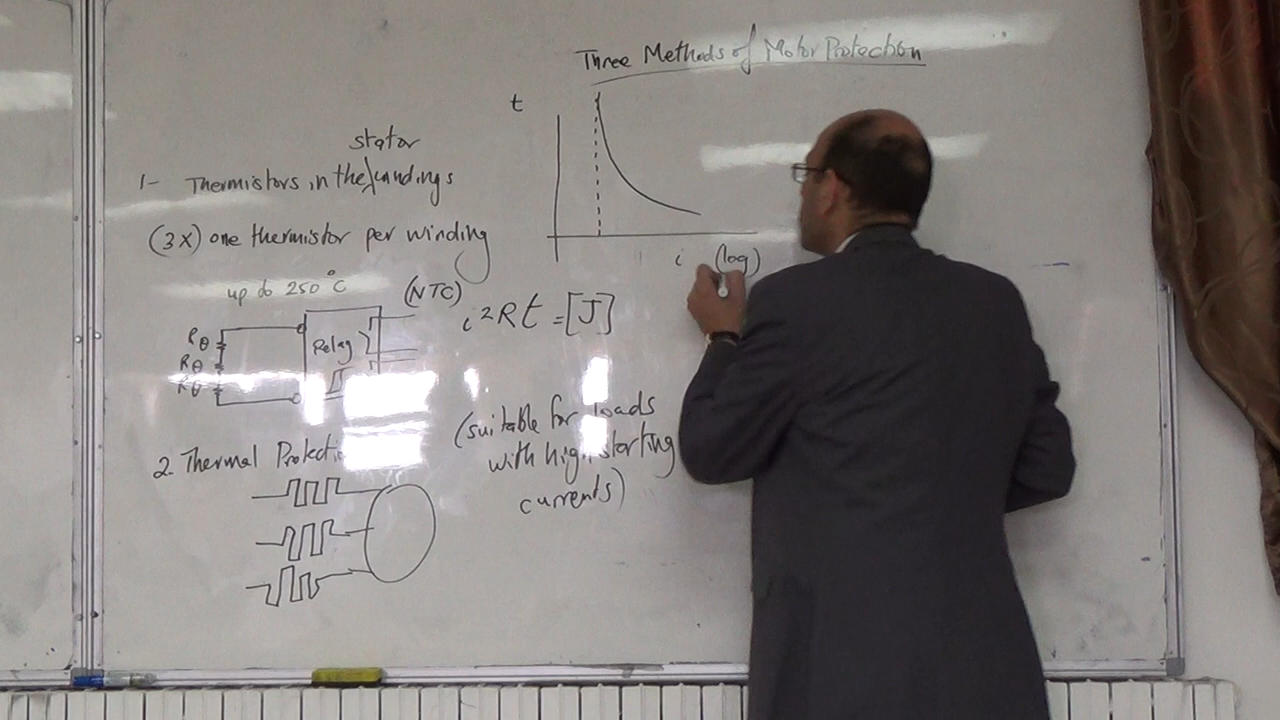 Three Methods of Motor Protection
t
stator
1- Thermistors in the windings
(3X) one thermistor per winding
up to 250°C
(NTC)
i (log)
i²Rt = [J]
Rθ
Rθ
Rθ
Relay
(suitable for loads
with high starting
currents)
2. Thermal Protecti